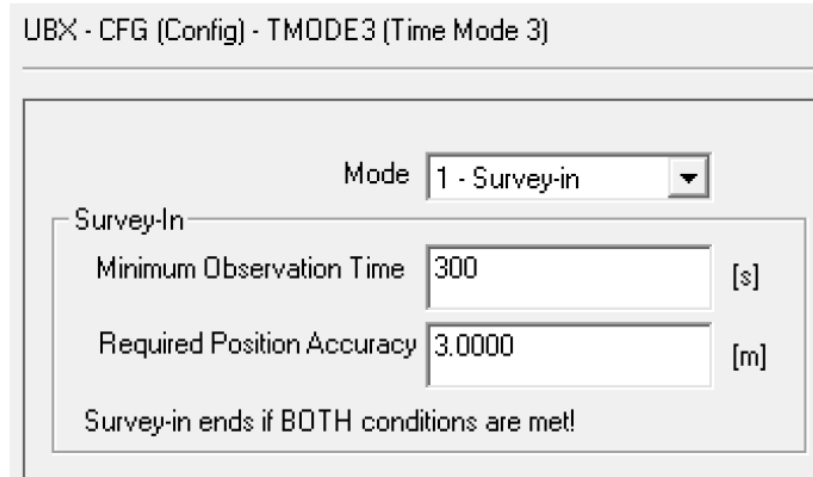 UBX - CFG (Config) - TMODE3 (Time Mode 3)
Mode 1 - Survey-in
Survey-In
Minimum Observation Time 300 [s]
Required Position Accuracy 3.0000 [m]
Survey-in ends if BOTH conditions are met!